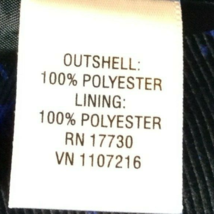 OUTSHELL:
100% POLYESTER
LINING:
100% POLYESTER
RN 17730
VN 1107216